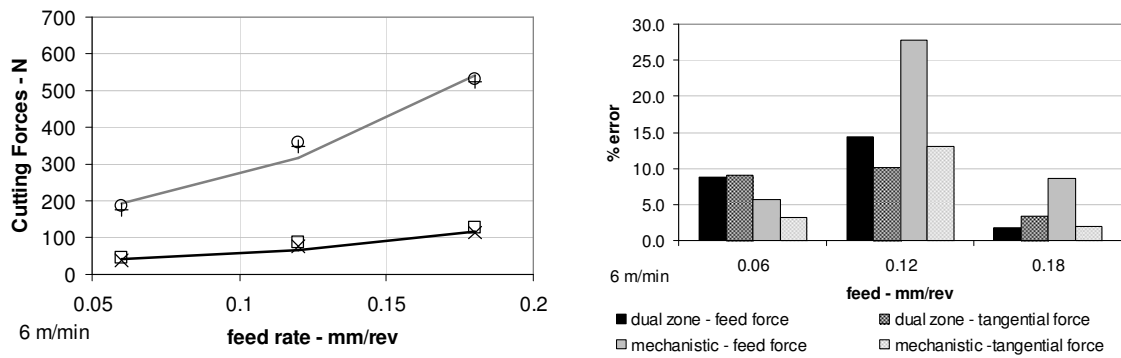 700
600
500
400
300
200
100
0
Cutting Forces - N
0.05 0.1 0.15 0.2
6 m/min
feed rate - mm/rev
30.0
25.0
20.0
15.0
10.0
5.0
0.0
% error
0.06 0.12 0.18
6 m/min
feed - mm/rev
dual zone - feed force dual zone - tangential force
mechanistic - feed force mechanistic -tangential force